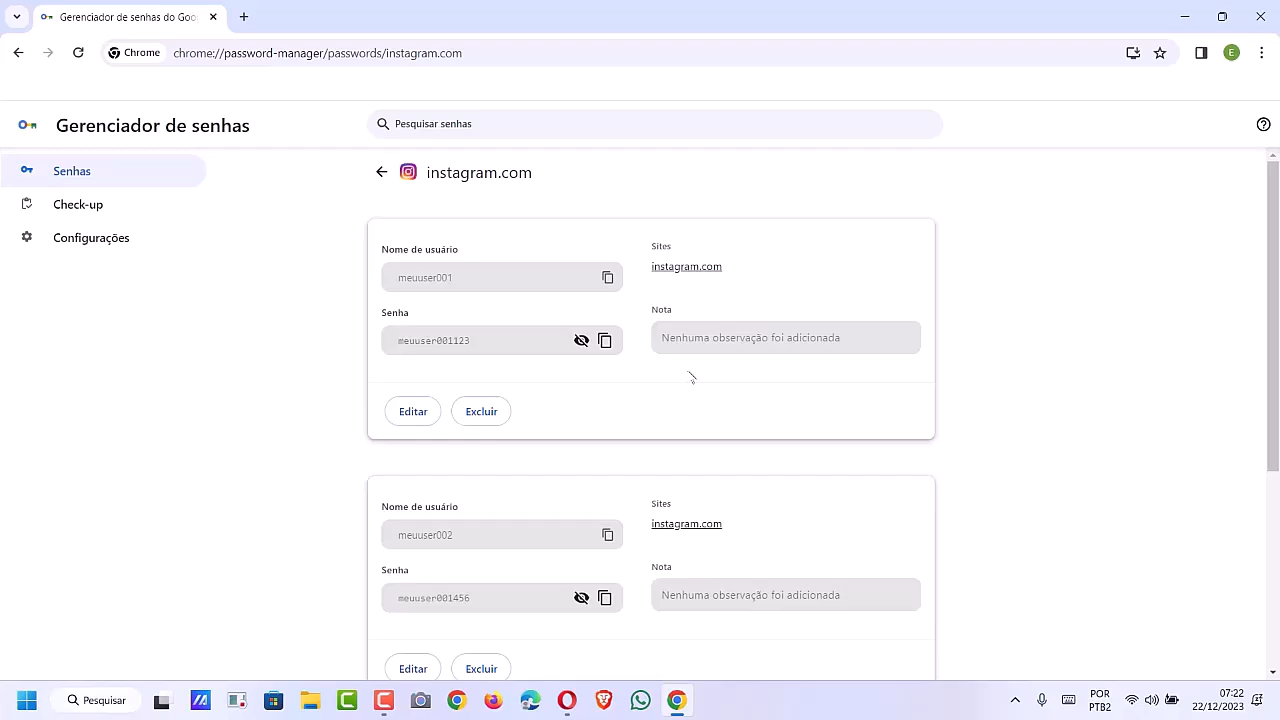 Gerenciador de senhas do Goo
Chrome
chrome://password-manager/passwords/instagram.com
E
Gerenciador de senhas
Pesquisar senhas
Senhas
Check-up
Configurações
instagram.com
Nome de usuário
meuuser001
Sites
instagram.com
Senha
meuuser001123
Nota
Nenhuma observação foi adicionada
Editar
Excluir
Nome de usuário
meuuser002
Sites
instagram.com
Senha
meuuser001456
Nota
Nenhuma observação foi adicionada
Editar
Excluir
Pesquisar
POR
PTB2
07:22
22/12/2023